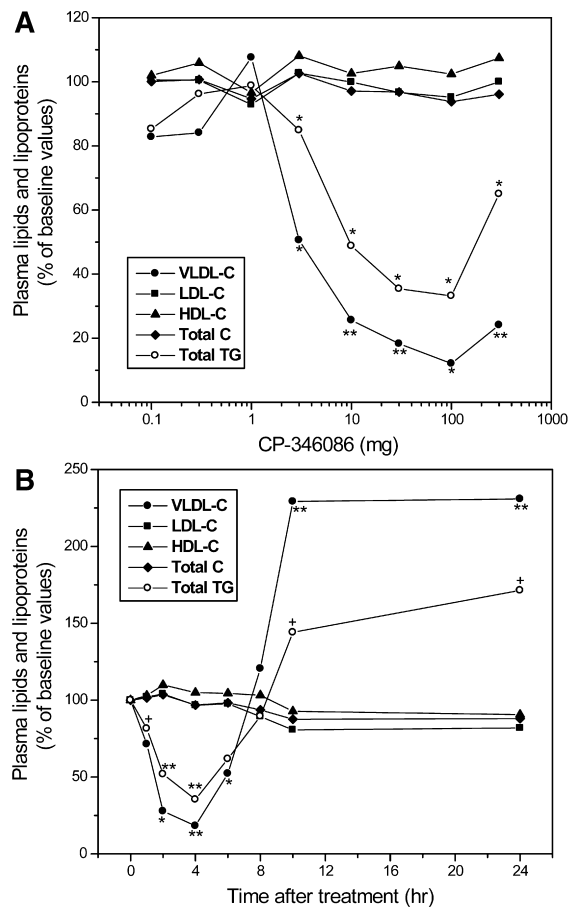 A
120
100
80
60
40
20
0
Plasma lipids and lipoproteins
(% of baseline values)
VLDL-C
LDL-C
HDL-C
Total C
Total TG
*
*
*
*
*
*
**
**
*
**
0.1
1
10
100
1000
CP-346086 (mg)
B
250
200
150
100
50
0
Plasma lipids and lipoproteins
(% of baseline values)
VLDL-C
LDL-C
HDL-C
Total C
Total TG
**
**
+
+
+
**
**
*
**
*
0
4
8
12
16
20
24
Time after treatment (hr)